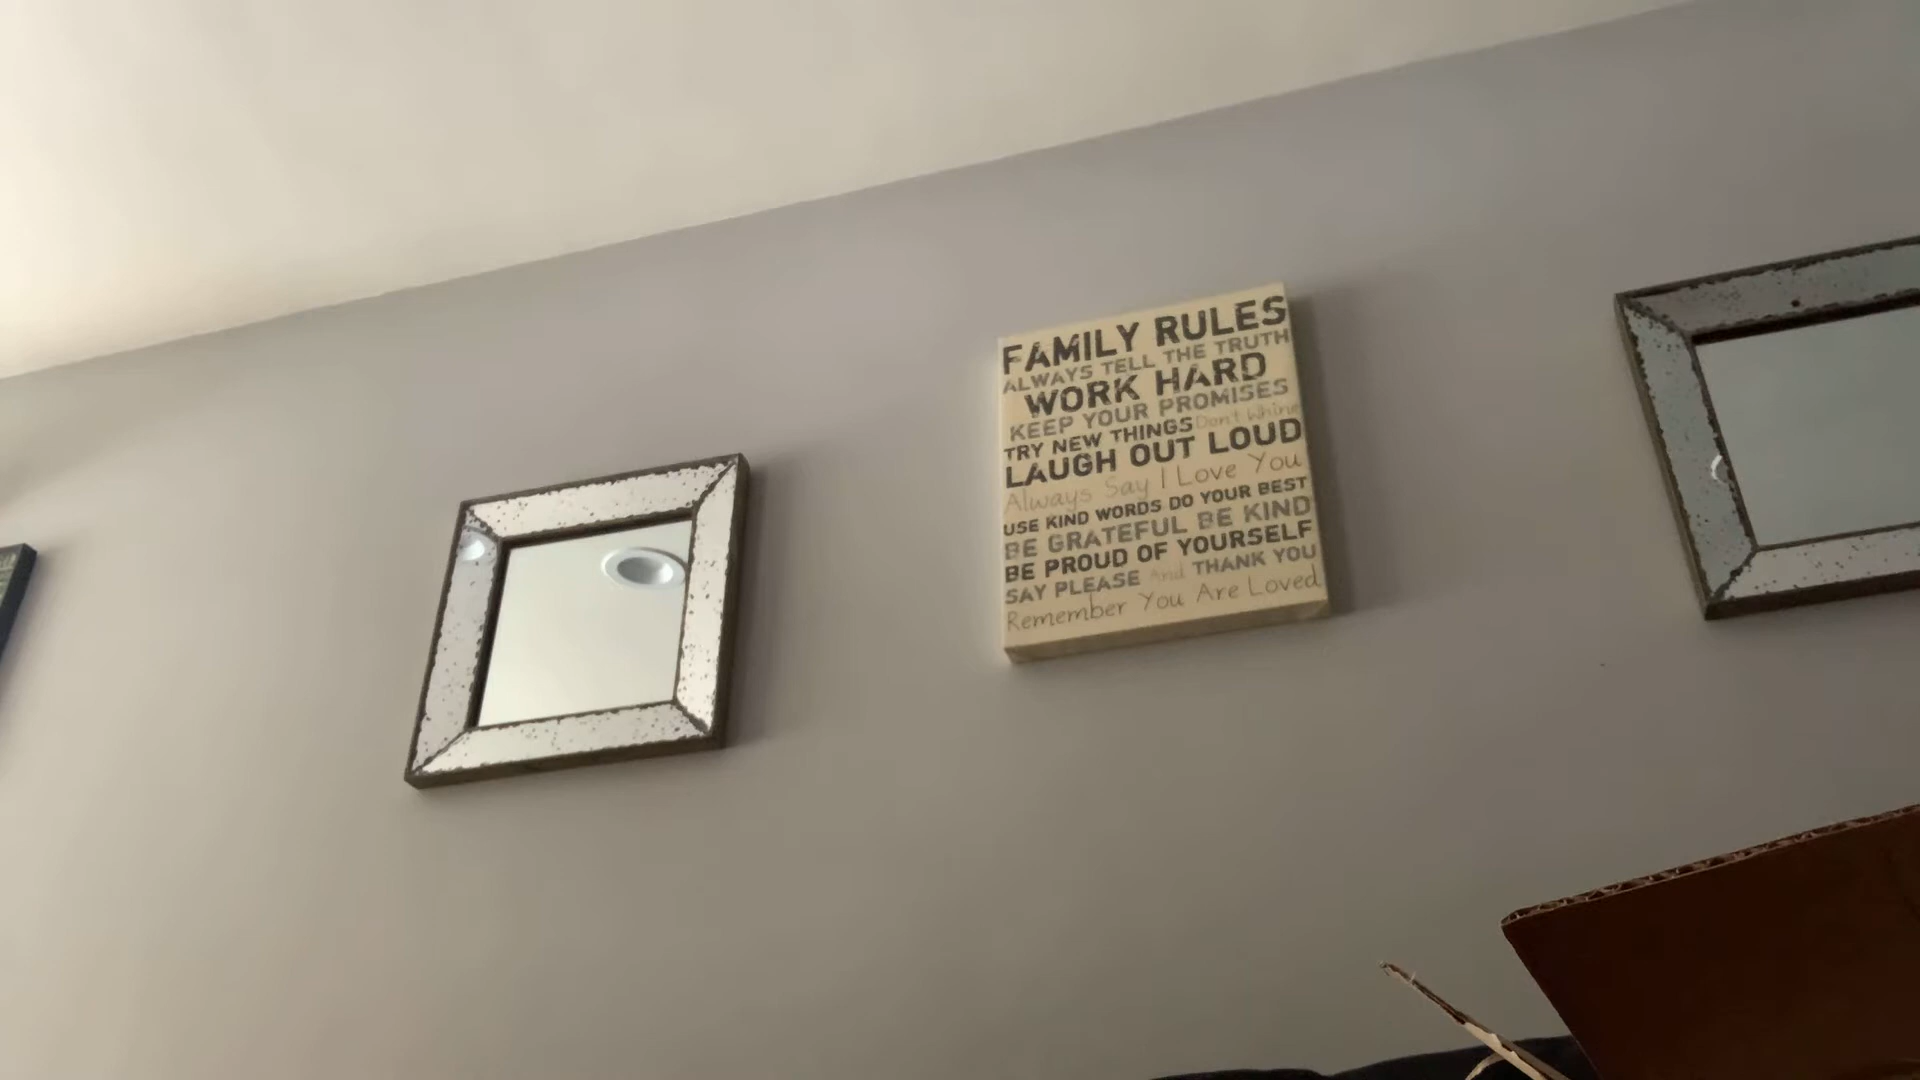 FAMILY RULES
ALWAYS TELL THE TRUTH
WORK HARD
KEEP YOUR PROMISES
TRY NEW THINGS Don't Whine
LAUGH OUT LOUD
Always Say I Love You
USE KIND WORDS DO YOUR BEST
BE GRATEFUL BE KIND
BE PROUD OF YOURSELF
SAY PLEASE And THANK YOU
Remember You Are Loved